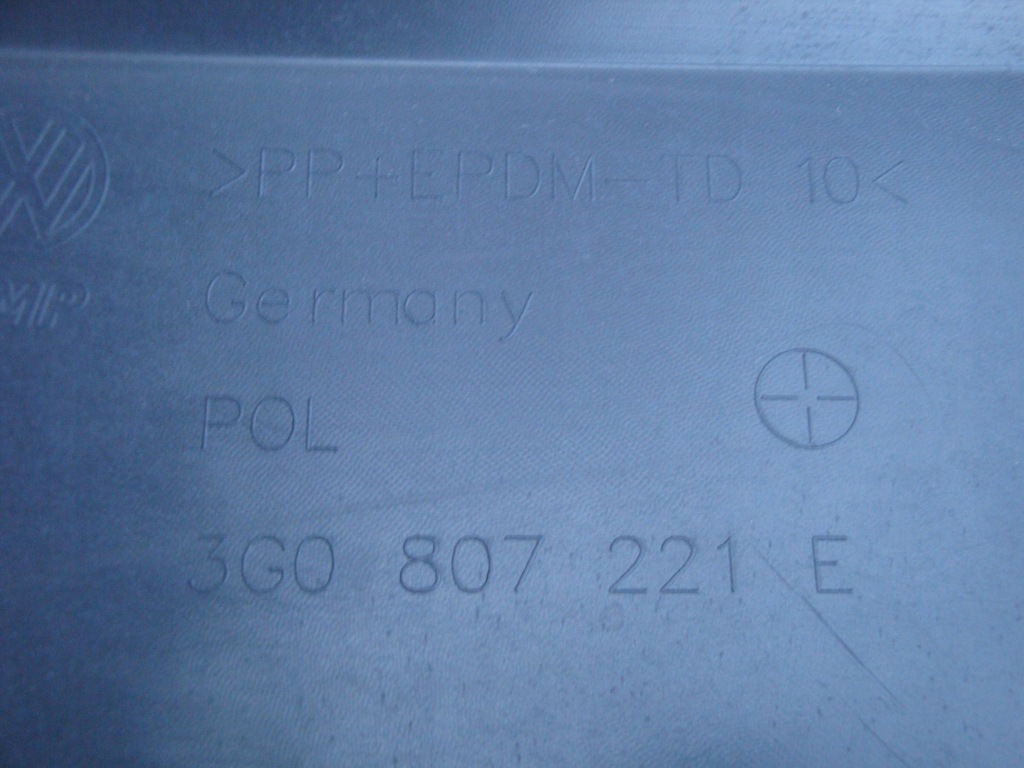 >PP+EPDM-TD 10<
Germany
POL
3G0 807 221 E